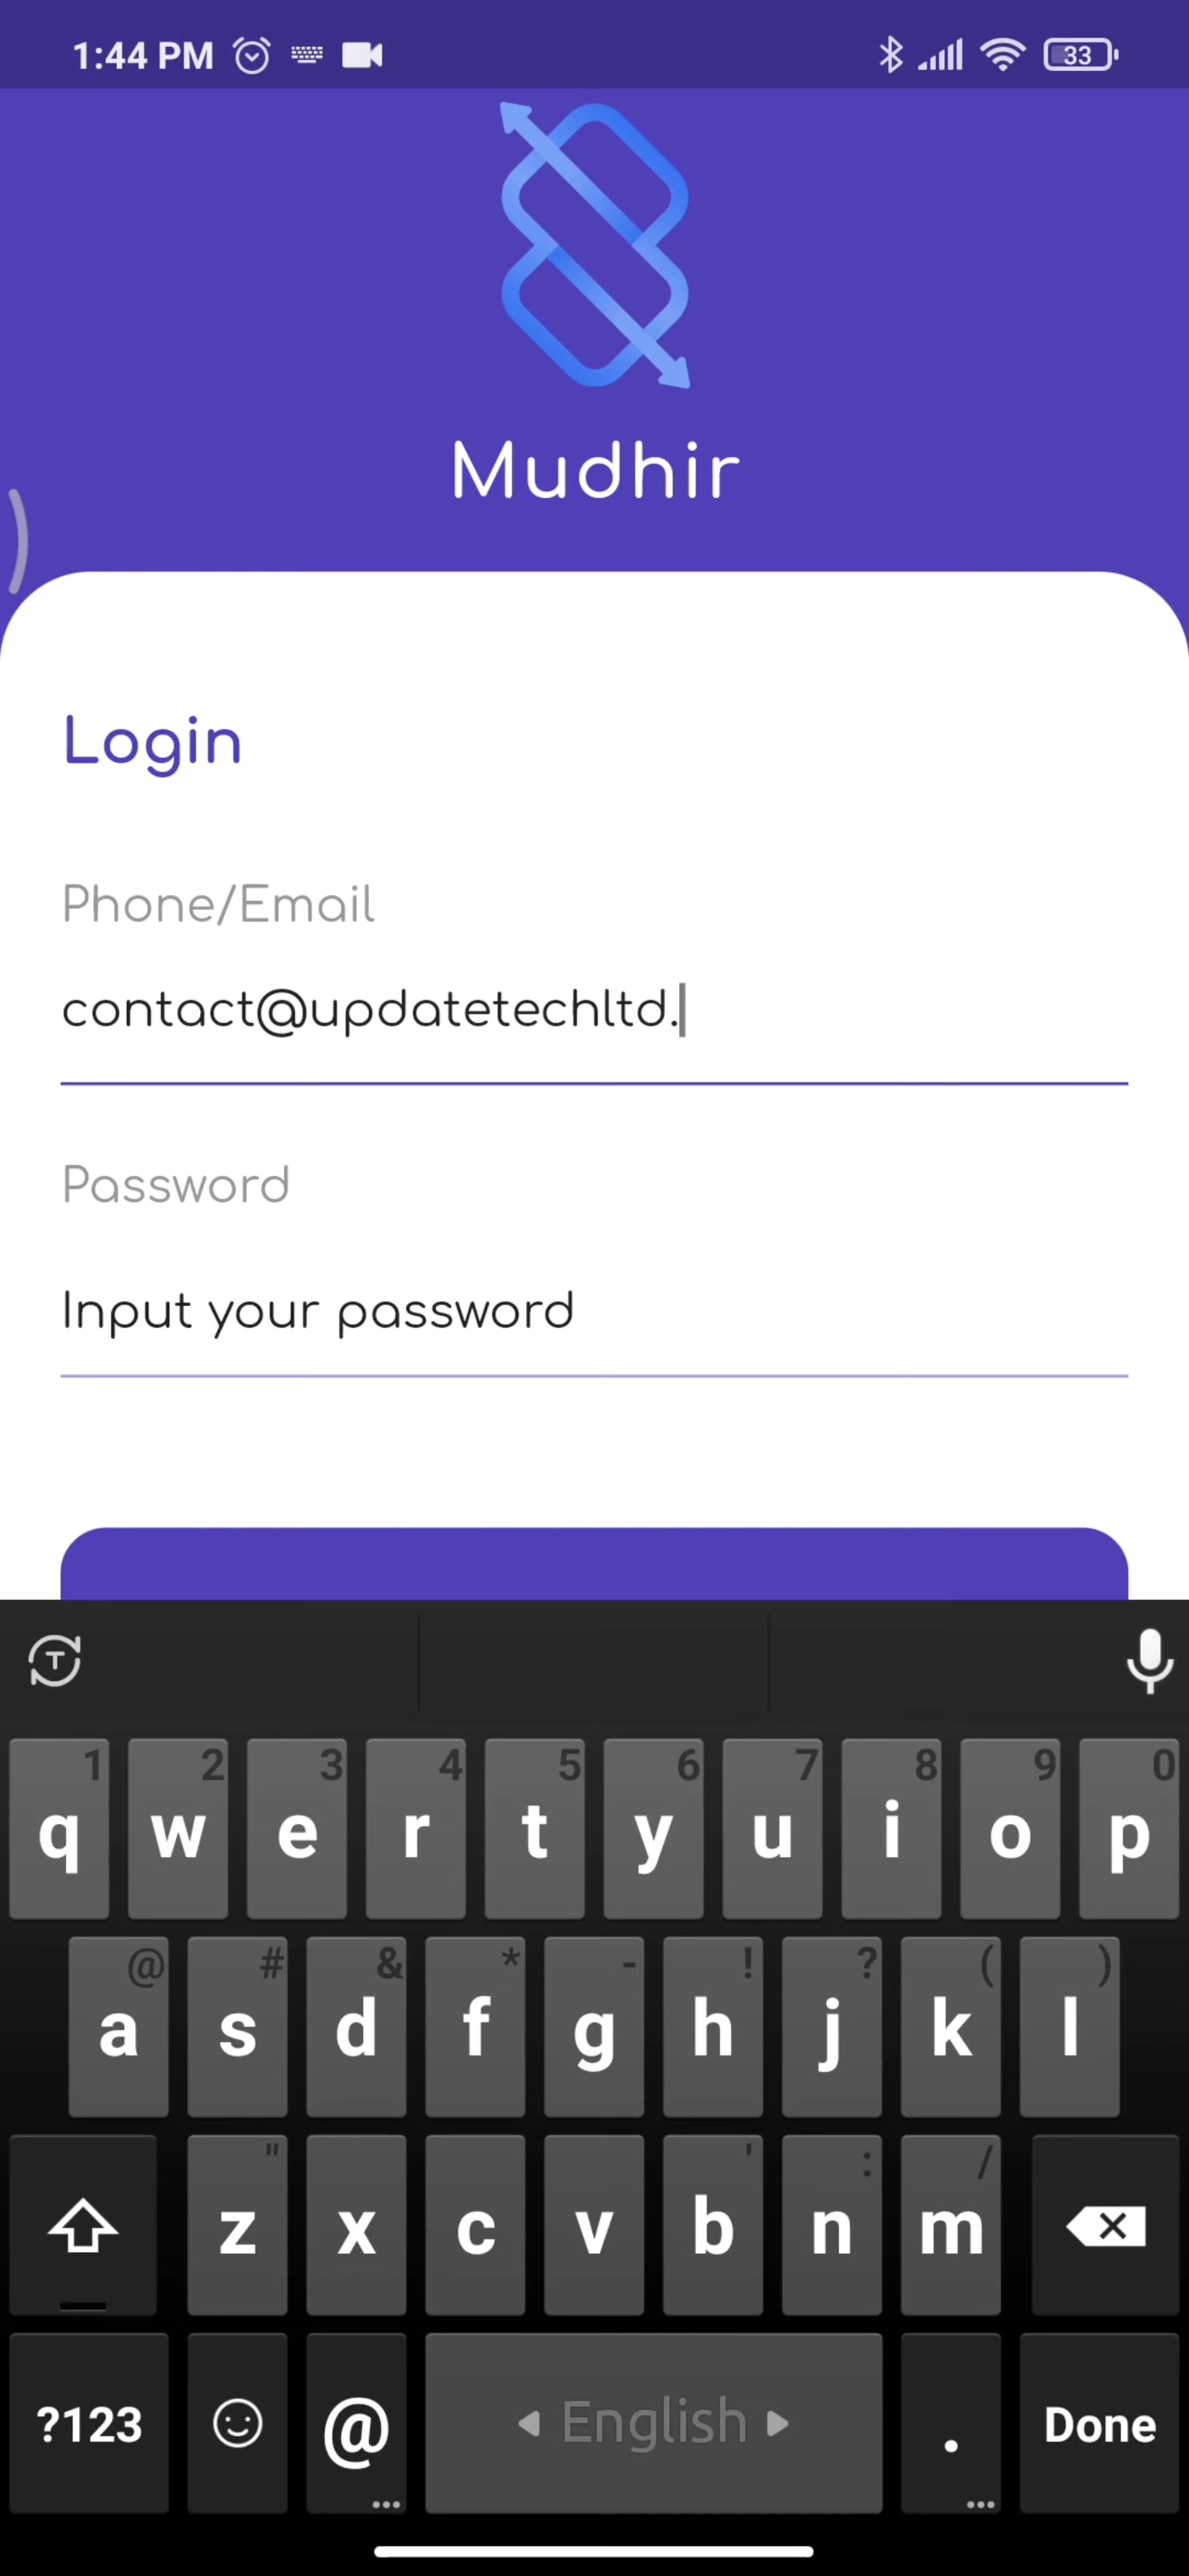 1:44 PM 33
Mudhir
Login
Phone/Email
contact@updatetechltd.
Password
Input your password
T
1 2 3 4 5 6 7 8 9 0
q w e r t y u i o p
@ # & * - ! ? ( )
a s d f g h j k l
" ' : /
z x c v b n m
?123 @ English . Done